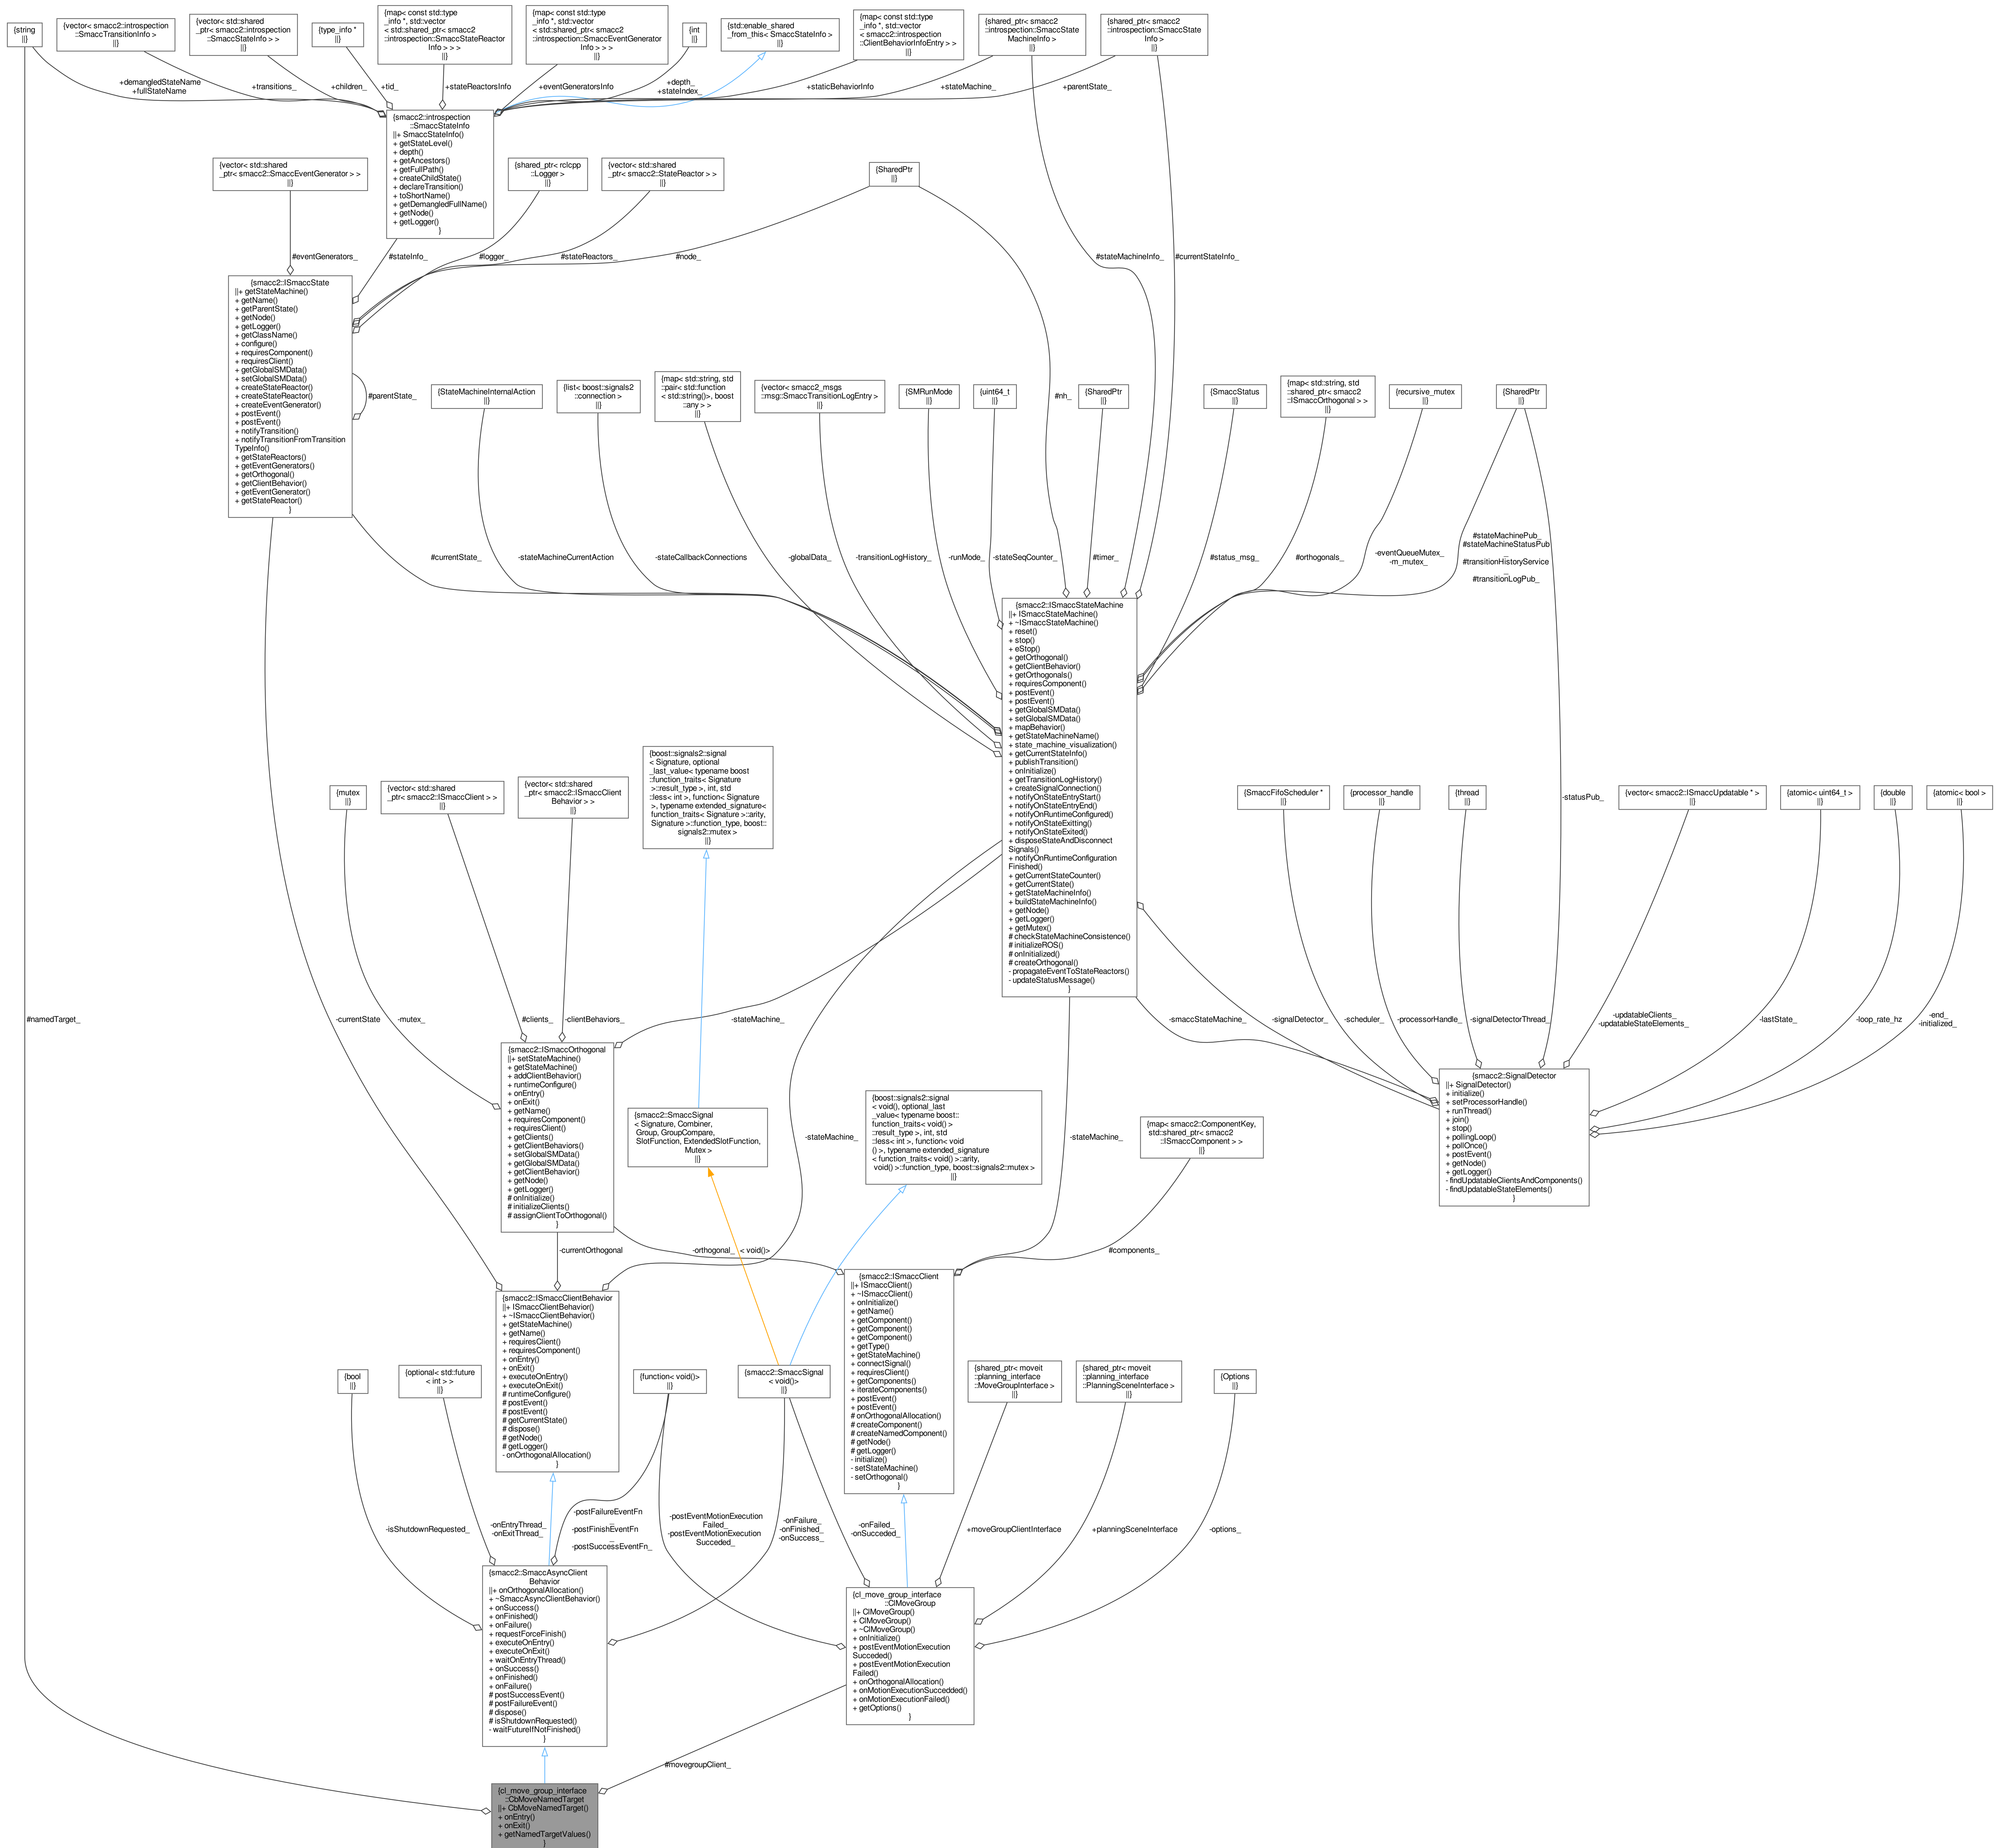 {string
||}
{vector< smacc2::introspection
::SmaccTransitionInfo >
||}
{vector< std::shared
_ptr< smacc2::introspection
::SmaccStateInfo > >
||}
{type_info *
||}
{map< const std::type
_info *, std::vector
< std::shared_ptr< smacc2
::introspection::SmaccStateReactor
Info > > >
||}
{map< const std::type
_info *, std::vector
< std::shared_ptr< smacc2
::introspection::SmaccEventGenerator
Info > > >
||}
{int
||}
{std::enable_shared
_from_this< SmaccStateInfo >
||}
{map< const std::type
_info *, std::vector
< smacc2::introspection
::ClientBehaviorInfoEntry > >
||}
{shared_ptr< smacc2
::introspection::SmaccState
MachineInfo >
||}
{shared_ptr< smacc2
::introspection::SmaccState
Info >
||}
+demangledStateName
+fullStateName
+transitions_
+children_
+tid_
+stateReactorsInfo
+eventGeneratorsInfo
+depth_
+stateIndex_
+staticBehaviorInfo
+stateMachine_
+parentState_
{smacc2::introspection
::SmaccStateInfo
||+ SmaccStateInfo()
+ getStateLevel()
+ depth()
+ getAncestors()
+ getFullPath()
+ createChildState()
+ declareTransition()
+ toShortName()
+ getDemangledFullName()
+ getNode()
+ getLogger()
}
{vector< std::shared
_ptr< smacc2::SmaccEventGenerator > >
||}
{shared_ptr< rclcpp
::Logger >
||}
{vector< std::shared
_ptr< smacc2::StateReactor > >
||}
{SharedPtr
||}
#eventGenerators_
#stateInfo_
#logger_
#stateReactors_
#node_
#stateMachineInfo_
#currentStateInfo_
{smacc2::ISmaccState
||+ getStateMachine()
+ getName()
+ getParentState()
+ getNode()
+ getLogger()
+ getClassName()
+ configure()
+ requiresComponent()
+ requiresClient()
+ getGlobalSMData()
+ setGlobalSMData()
+ createStateReactor()
+ createStateReactor()
+ createEventGenerator()
+ postEvent()
+ postEvent()
+ notifyTransition()
+ notifyTransitionFromTransition
TypeInfo()
+ getStateReactors()
+ getEventGenerators()
+ getOrthogonal()
+ getClientBehavior()
+ getEventGenerator()
+ getStateReactor()
}
#parentState_
{StateMachineInternalAction
||}
{list< boost::signals2
::connection >
||}
{map< std::string, std
::pair< std::function
< std::string()>, boost
::any > >
||}
{vector< smacc2_msgs
::msg::SmaccTransitionLogEntry >
||}
{SMRunMode
||}
{uint64_t
||}
#nh_
{SharedPtr
||}
{SmaccStatus
||}
{map< std::string, std
::shared_ptr< smacc2
::ISmaccOrthogonal > >
||}
{recursive_mutex
||}
{SharedPtr
||}
#currentState_
-stateMachineCurrentAction
-stateCallbackConnections
-globalData_
-transitionLogHistory_
-runMode_
-stateSeqCounter_
#timer_
#status_msg_
#orthogonals_
-eventQueueMutex_
-m_mutex_
#stateMachinePub_
#stateMachineStatusPub
_
#transitionHistoryService
_
#transitionLogPub_
{smacc2::ISmaccStateMachine
||+ ISmaccStateMachine()
+ ~ISmaccStateMachine()
+ reset()
+ stop()
+ eStop()
+ getOrthogonal()
+ getClientBehavior()
+ getOrthogonals()
+ requiresComponent()
+ postEvent()
+ postEvent()
+ getGlobalSMData()
+ setGlobalSMData()
+ mapBehavior()
+ getStateMachineName()
+ state_machine_visualization()
+ getCurrentStateInfo()
+ publishTransition()
+ onInitialize()
+ getTransitionLogHistory()
+ createSignalConnection()
+ notifyOnStateEntryStart()
+ notifyOnStateEntryEnd()
+ notifyOnRuntimeConfigured()
+ notifyOnStateExitting()
+ notifyOnStateExited()
+ disposeStateAndDisconnect
Signals()
+ notifyOnRuntimeConfiguration
Finished()
+ getCurrentStateCounter()
+ getCurrentState()
+ getStateMachineInfo()
+ buildStateMachineInfo()
+ getNode()
+ getLogger()
+ getMutex()
# checkStateMachineConsistence()
# initializeROS()
# onInitialized()
# createOrthogonal()
- propagateEventToStateReactors()
- updateStatusMessage()
}
{mutex
||}
{vector< std::shared
_ptr< smacc2::ISmaccClient > >
||}
{vector< std::shared
_ptr< smacc2::ISmaccClient
Behavior > >
||}
{boost::signals2::signal
< Signature, optional
_last_value< typename boost
::function_traits< Signature
>::result_type >, int, std
::less< int >, function< Signature
>, typename extended_signature<
function_traits< Signature >::arity,
Signature >::function_type, boost::
signals2::mutex >
||}
{SmaccFifoScheduler *
||}
{processor_handle
||}
{thread
||}
-statusPub_
{vector< smacc2::ISmaccUpdatable * >
||}
{atomic< uint64_t >
||}
{double
||}
{atomic< bool >
||}
#namedTarget_
-currentState
-mutex_
#clients_
-clientBehaviors_
-stateMachine_
-smaccStateMachine_
-signalDetector_
-scheduler_
-processorHandle_
-signalDetectorThread_
-updatableClients_
-updatableStateElements_
-lastState_
-loop_rate_hz
-end_
-initialized_
{smacc2::ISmaccOrthogonal
||+ setStateMachine()
+ getStateMachine()
+ addClientBehavior()
+ runtimeConfigure()
+ onEntry()
+ onExit()
+ getName()
+ requiresComponent()
+ requiresClient()
+ getClients()
+ getClientBehaviors()
+ setGlobalSMData()
+ getGlobalSMData()
+ getClientBehavior()
+ getNode()
+ getLogger()
# onInitialize()
# initializeClients()
# assignClientToOrthogonal()
}
{smacc2::SmaccSignal
< Signature, Combiner,
Group, GroupCompare,
SlotFunction, ExtendedSlotFunction,
Mutex >
||}
-stateMachine_
{boost::signals2::signal
< void(), optional_last
_value< typename boost::
function_traits< void() >
::result_type >, int, std
::less< int >, function< void
() >, typename extended_signature
< function_traits< void() >::arity,
void() >::function_type, boost::signals2::mutex >
||}
-stateMachine_
{map< smacc2::ComponentKey,
std::shared_ptr< smacc2
::ISmaccComponent > >
||}
{smacc2::SignalDetector
||+ SignalDetector()
+ initialize()
+ setProcessorHandle()
+ runThread()
+ join()
+ stop()
+ pollingLoop()
+ pollOnce()
+ postEvent()
+ getNode()
+ getLogger()
- findUpdatableClientsAndComponents()
- findUpdatableStateElements()
}
-currentOrthogonal
-orthogonal_
< void()>
#components_
{smacc2::ISmaccClientBehavior
||+ ISmaccClientBehavior()
+ ~ISmaccClientBehavior()
+ getStateMachine()
+ getName()
+ requiresClient()
+ requiresComponent()
+ onEntry()
+ onExit()
+ executeOnEntry()
+ executeOnExit()
# runtimeConfigure()
# postEvent()
# postEvent()
# getCurrentState()
# dispose()
# getNode()
# getLogger()
- onOrthogonalAllocation()
}
{smacc2::ISmaccClient
||+ ISmaccClient()
+ ~ISmaccClient()
+ onInitialize()
+ getName()
+ getComponent()
+ getComponent()
+ getComponent()
+ getType()
+ getStateMachine()
+ connectSignal()
+ requiresClient()
+ getComponents()
+ iterateComponents()
+ postEvent()
+ postEvent()
# onOrthogonalAllocation()
# createComponent()
# createNamedComponent()
# getNode()
# getLogger()
- initialize()
- setStateMachine()
- setOrthogonal()
}
{bool
||}
{optional< std::future
< int > >
||}
{function< void()>
||}
{smacc2::SmaccSignal
< void()>
||}
{shared_ptr< moveit
::planning_interface
::MoveGroupInterface >
||}
{shared_ptr< moveit
::planning_interface
::PlanningSceneInterface >
||}
{Options
||}
-isShutdownRequested_
-onEntryThread_
-onExitThread_
-postFailureEventFn
_
-postFinishEventFn
_
-postSuccessEventFn_
-postEventMotionExecution
Failed_
-postEventMotionExecution
Succeded_
-onFailure_
-onFinished_
-onSuccess_
-onFailed_
-onSucceded_
+moveGroupClientInterface
+planningSceneInterface
-options_
{smacc2::SmaccAsyncClient
Behavior
||+ onOrthogonalAllocation()
+ ~SmaccAsyncClientBehavior()
+ onSuccess()
+ onFinished()
+ onFailure()
+ requestForceFinish()
+ executeOnEntry()
+ executeOnExit()
+ waitOnEntryThread()
+ onSuccess()
+ onFinished()
+ onFailure()
# postSuccessEvent()
# postFailureEvent()
# dispose()
# isShutdownRequested()
- waitFutureIfNotFinished()
}
{cl_move_group_interface
::ClMoveGroup
||+ ClMoveGroup()
+ ClMoveGroup()
+ ~ClMoveGroup()
+ onInitialize()
+ postEventMotionExecution
Succeded()
+ postEventMotionExecution
Failed()
+ onOrthogonalAllocation()
+ onMotionExecutionSuccedded()
+ onMotionExecutionFailed()
+ getOptions()
}
#movegroupClient_
{cl_move_group_interface
::CbMoveNamedTarget
||+ CbMoveNamedTarget()
+ onEntry()
+ onExit()
+ getNamedTargetValues()
}